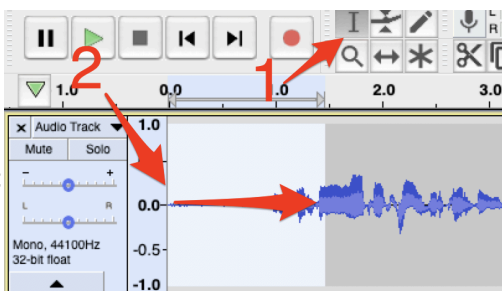 L
R
1
2
1.0 0.0 1.0 2.0 3.0
× Audio Track ▼ 1.0
Mute Solo
- +
L R
0.0-
Mono, 44100Hz
32-bit float
-0.5-
-1.0